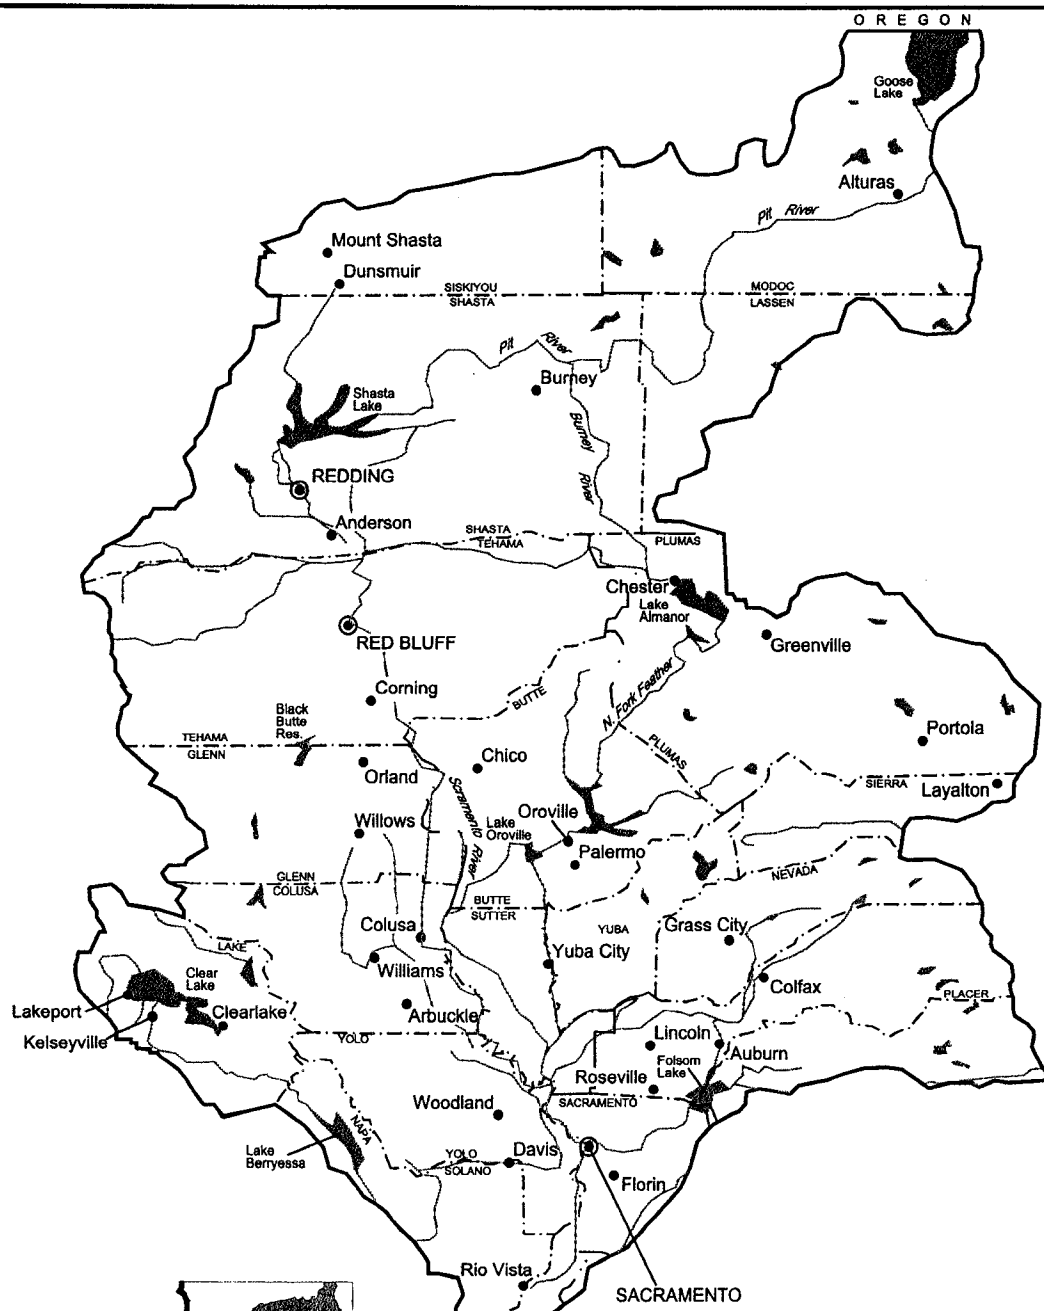 OREGON
Goose
Lake
Alturas
Pit River
Mount Shasta
Dunsmuir
SISKIYOU
SHASTA
MODOC
LASSEN
Pit River
Burney
Shasta
Lake
Burney River
REDDING
Anderson
SHASTA
TEHAMA
PLUMAS
Chester
Lake
Almanor
Greenville
RED BLUFF
N. Fork Feather
Corning
BUTTE
Black
Butte
Res.
Portola
TEHAMA
GLENN
PLUMAS
Chico
Orland
SIERRA
Layalton
Scramento River
Willows
Lake
Oroville
Oroville
Palermo
GLENN
COLUSA
NEVADA
BUTTE
SUTTER
Colusa
YUBA
Grass City
LAKE
Yuba City
Williams
Clear
Lake
Colfax
PLACER
Lakeport
Clearlake
Arbuckle
Kelseyville
YOLO
Lincoln
Auburn
Folsom
Lake
Roseville
SACRAMENTO
Woodland
NAPA
Lake
Berryessa
YOLO
SOLANO
Davis
Florin
Rio Vista
SACRAMENTO